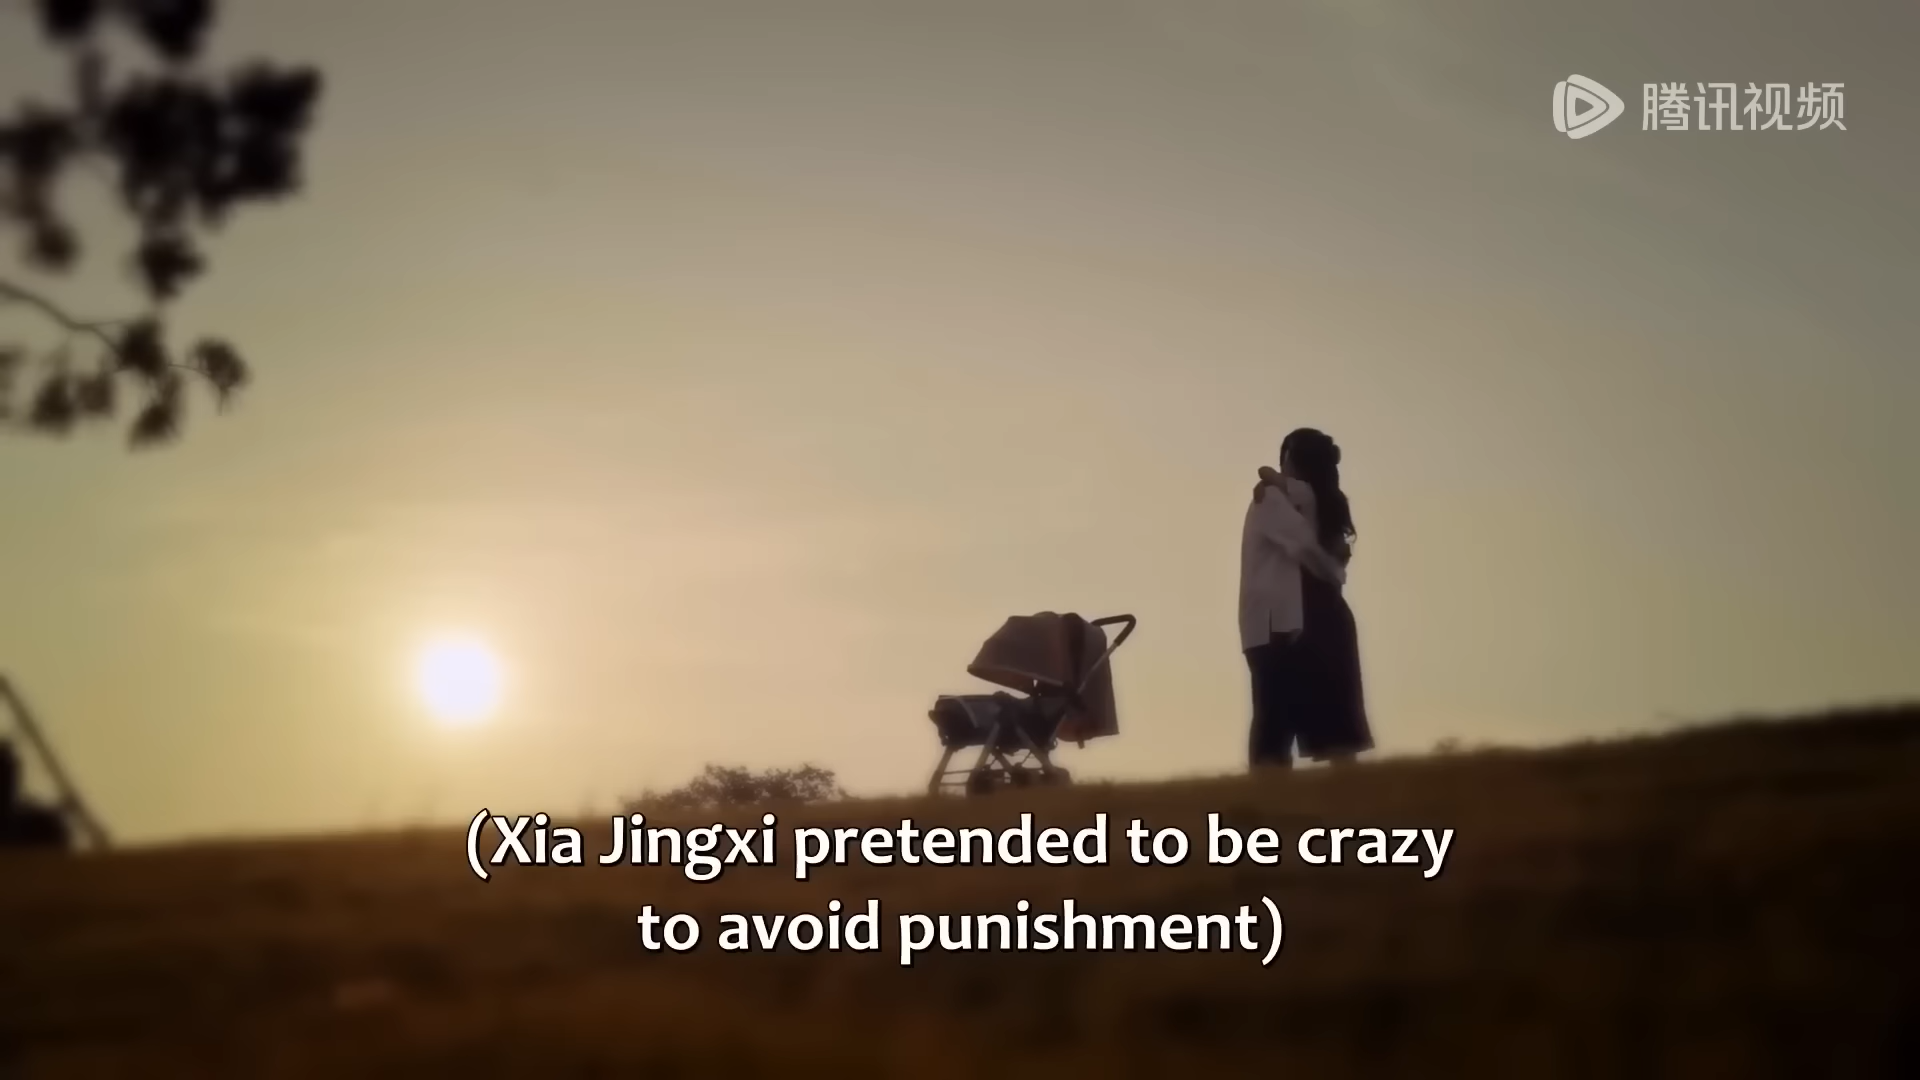 腾讯视频
(Xia Jingxi pretended to be crazy
to avoid punishment)